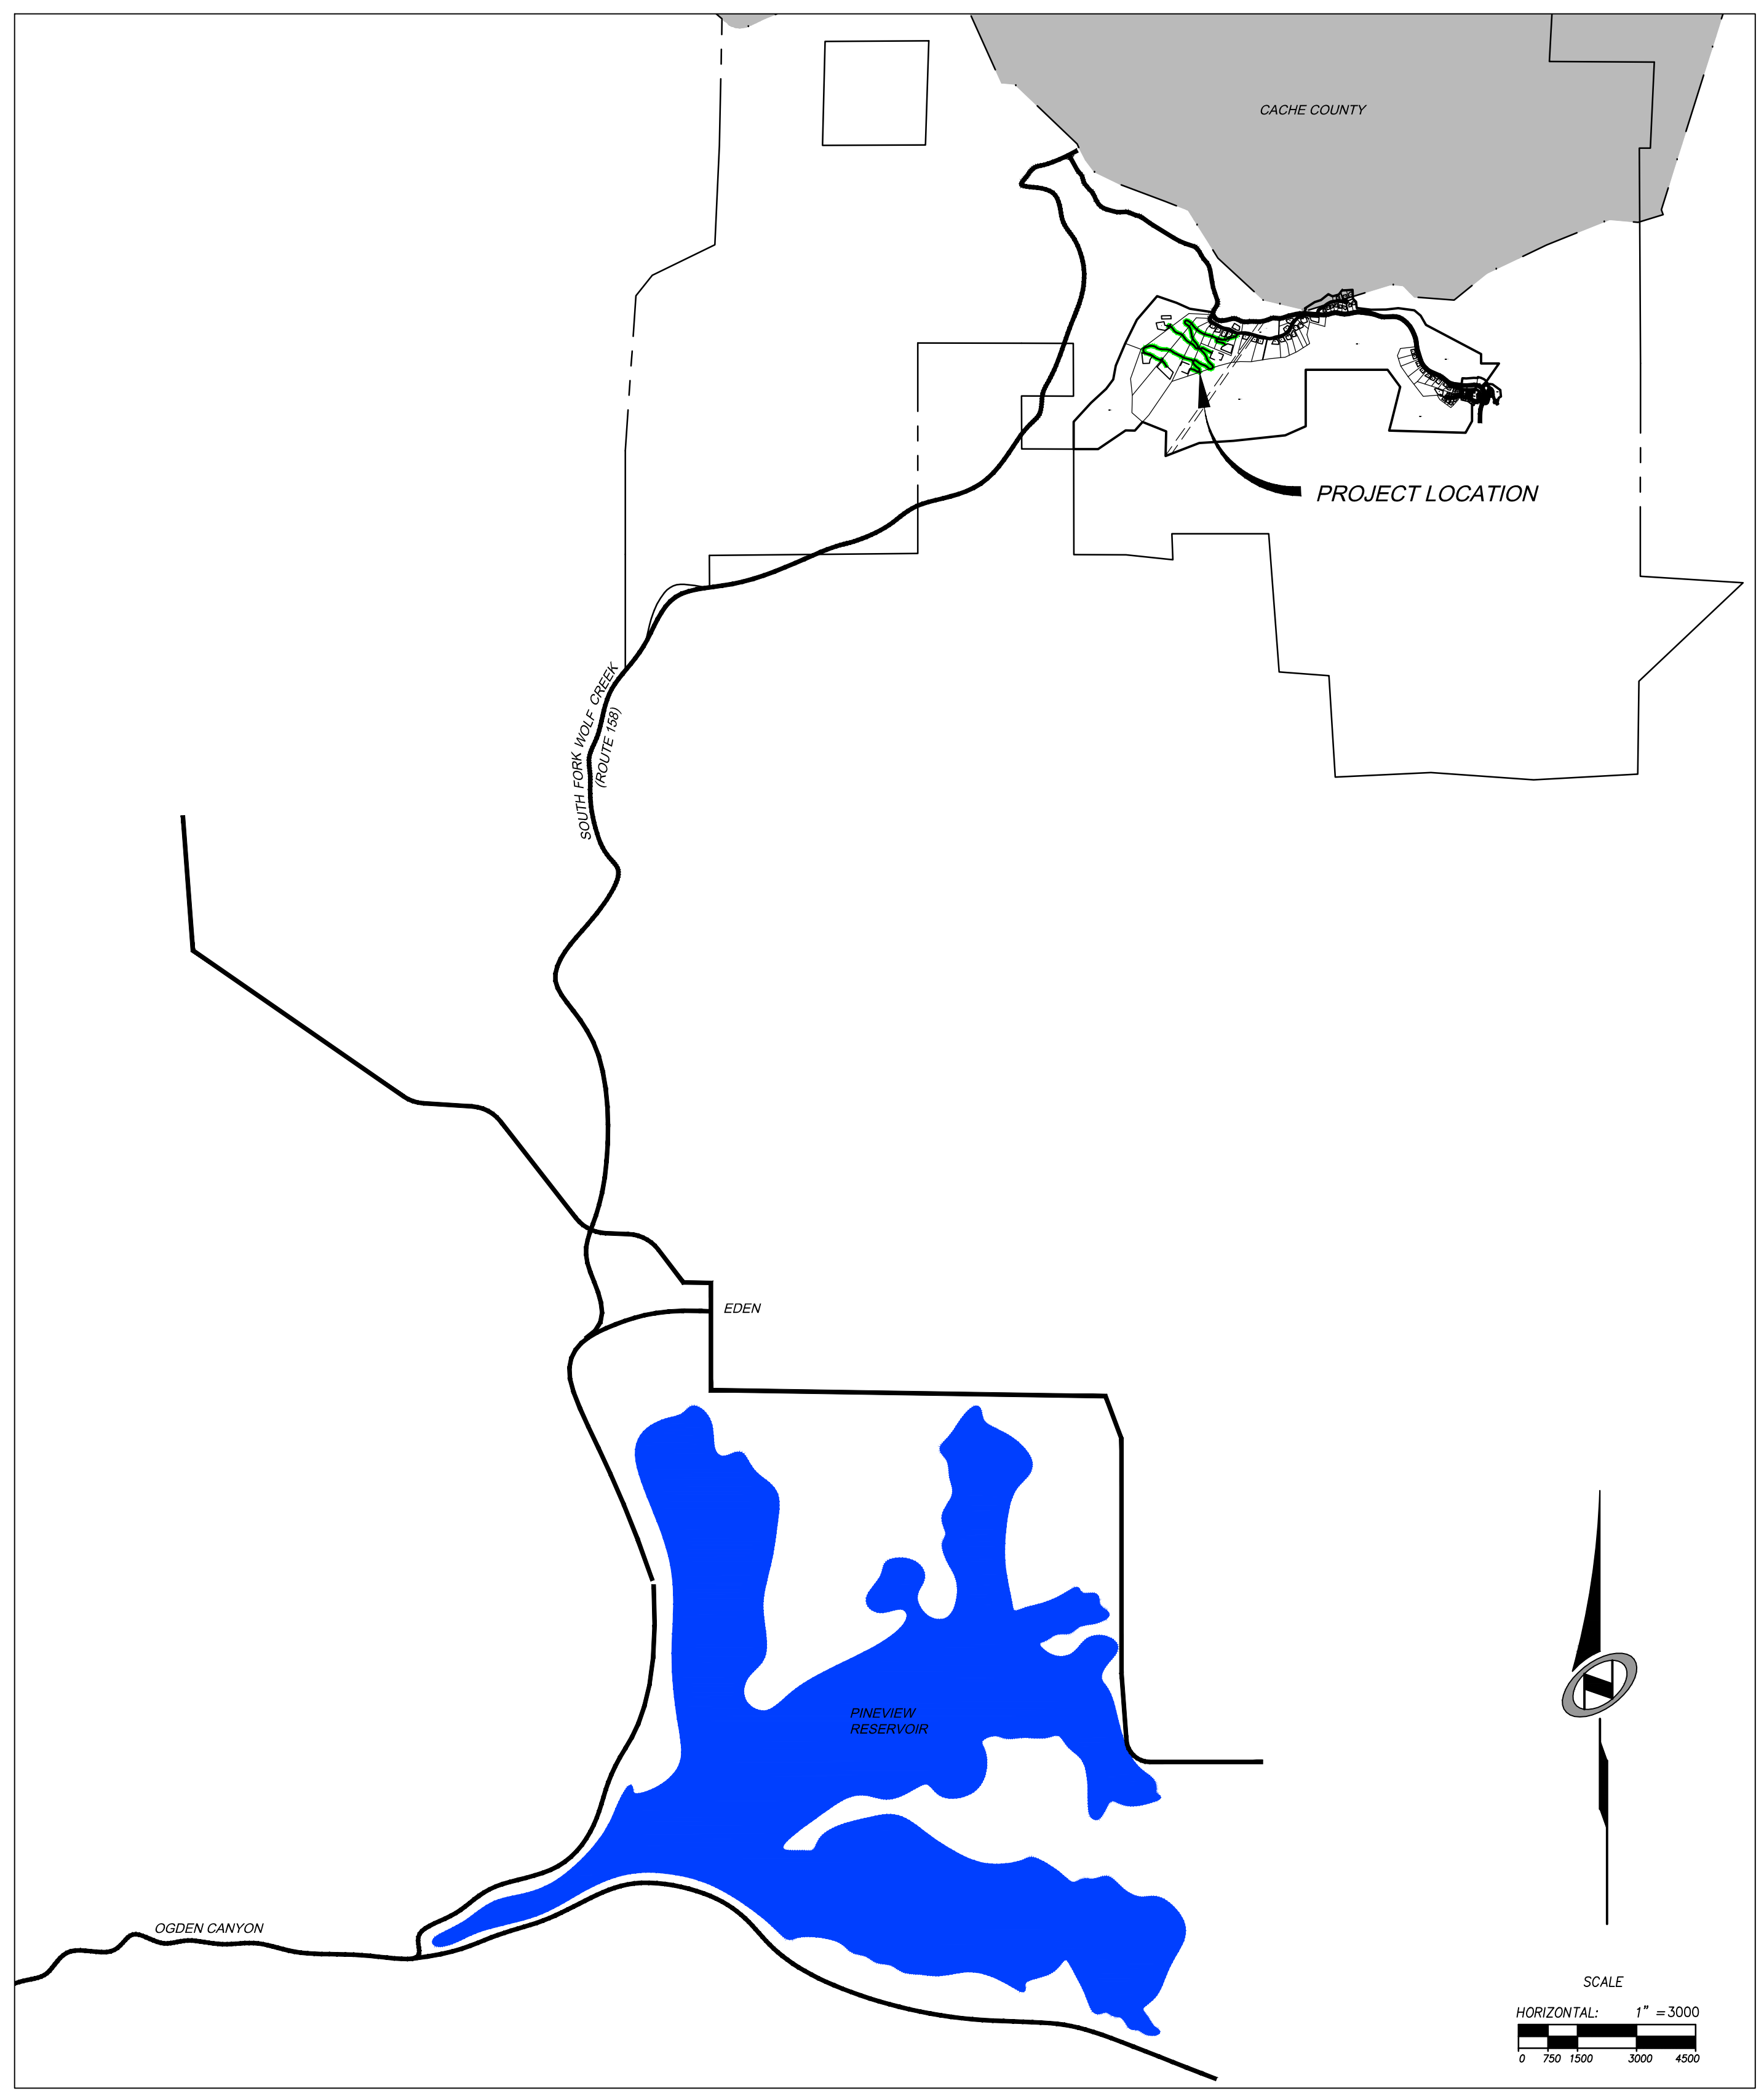 CACHE COUNTY
PROJECT LOCATION
SOUTH FORK WOLF CREEK
(ROUTE 158)
EDEN
PINEVIEW
RESERVOIR
OGDEN CANYON
N
SCALE
HORIZONTAL: 1" =3000
0 750 1500 3000 4500